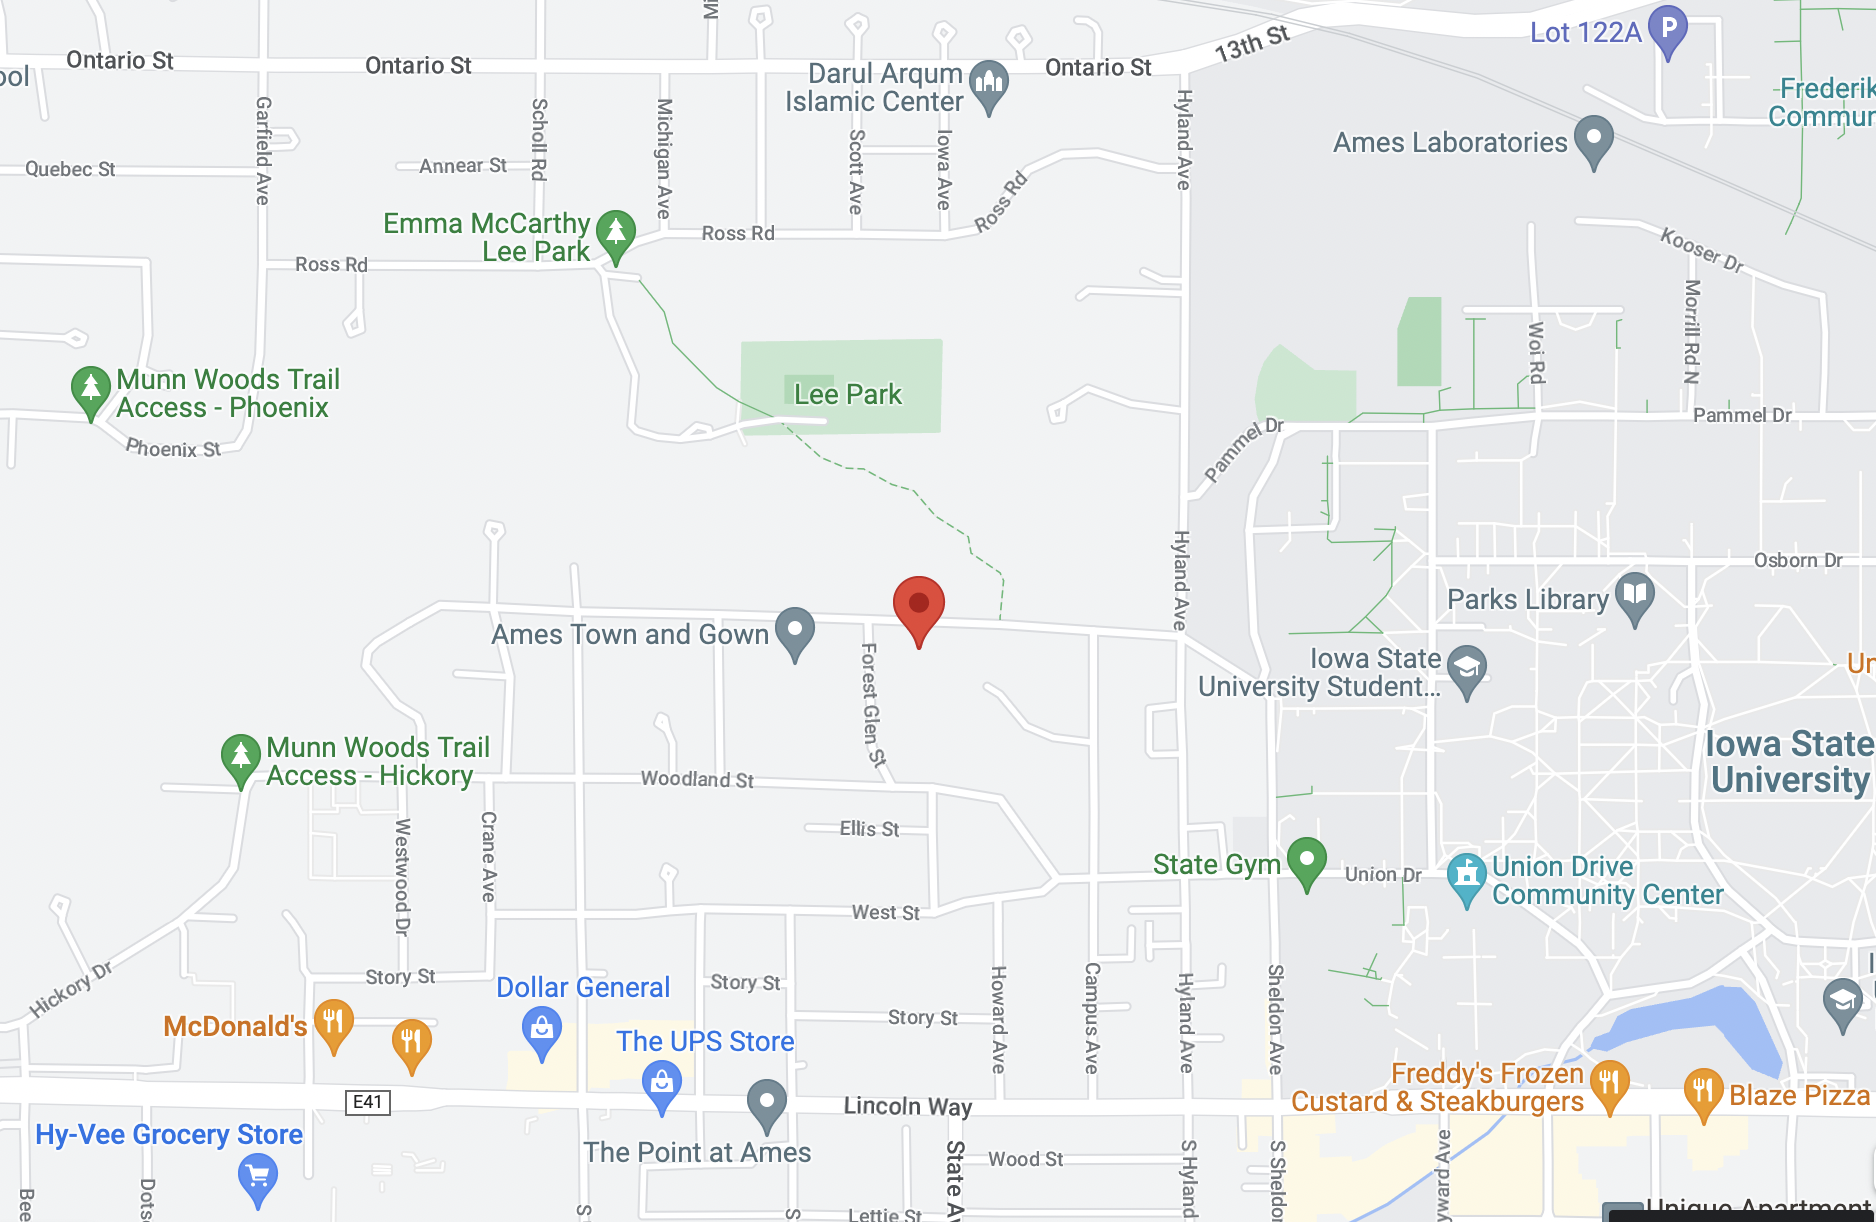 Lot 122A
13th St
Ontario St
Ontario St
Ontario St
Darul Arqum
Islamic Center
Frederik
Commun
ool
Garfield Ave
Scholl Rd
Michigan Ave
Scott Ave
Iowa Ave
Hyland Ave
Ames Laboratories
Quebec St
Annear St
Ross Rd
Emma McCarthy
Lee Park
Ross Rd
Ross Rd
Kooser Dr
Morrill Rd N
Woi Rd
Munn Woods Trail
Access - Phoenix
Lee Park
Pammel Dr
Pammel Dr
Phoenix St
Hyland Ave
Osborn Dr
Parks Library
Ames Town and Gown
Forest Glen St
Iowa State
University Student...
Un
Iowa State
University
Munn Woods Trail
Access - Hickory
Woodland St
Ellis St
Westwood Dr
Crane Ave
State Gym
Union Dr
Union Drive
Community Center
West St
Hickory Dr
Story St
Story St
Story St
Howard Ave
Campus Ave
Hyland Ave
Sheldon Ave
Dollar General
McDonald's
The UPS Store
Freddy's Frozen
Custard & Steakburgers
Blaze Pizza
E41
Lincoln Way
Hy-Vee Grocery Store
The Point at Ames
Wood St
State Av
S Hyland
S Sheldon
Lettie St
Bee
Dots
S
S
Unique Apartment